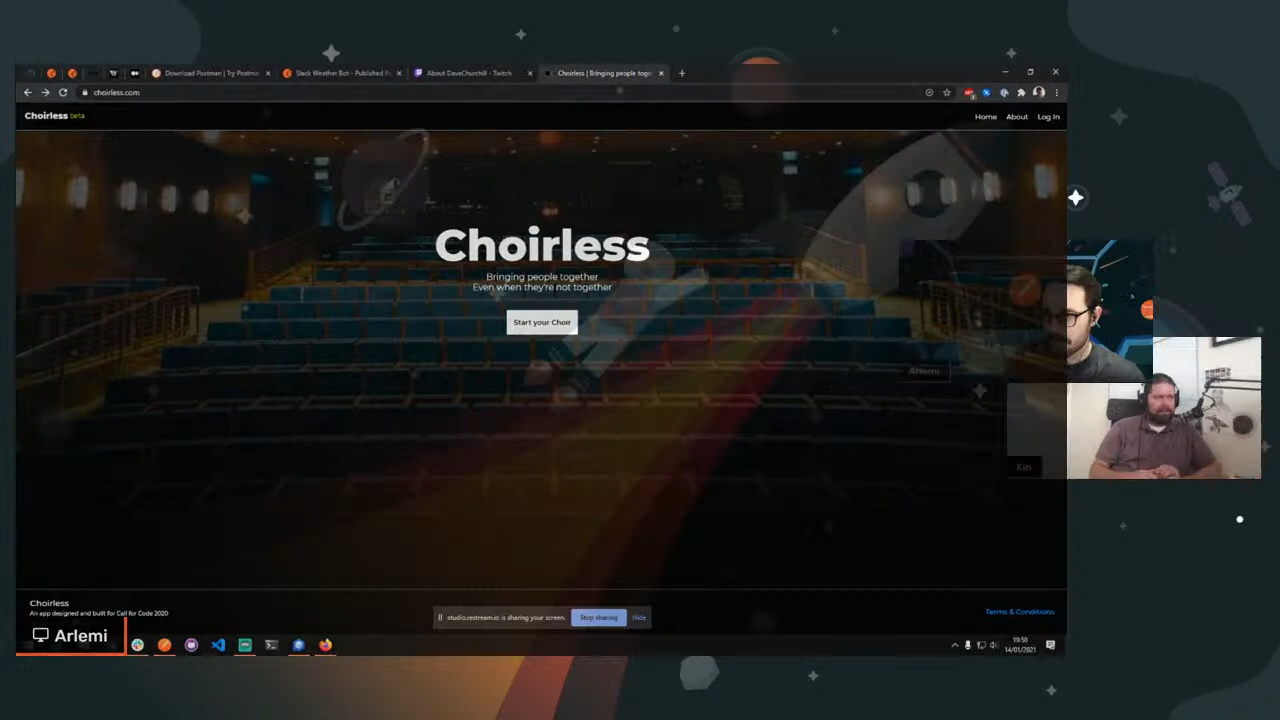 Download Postman | Try Postman
Slack Weather Bot - Published Po
About DaveChurchill - Twitch
Choirless | Bringing people toge
choirless.com
Choirless beta
Home About Log In
Choirless
Bringing people together
Even when they're not together
Start your Choir
Arlemi
Xin
Choirless
An app designed and built for Call for Code 2020
Terms & Conditions
studio.restream.io is sharing your screen. Stop sharing Hide
Arlemi
19:50
14/01/2021